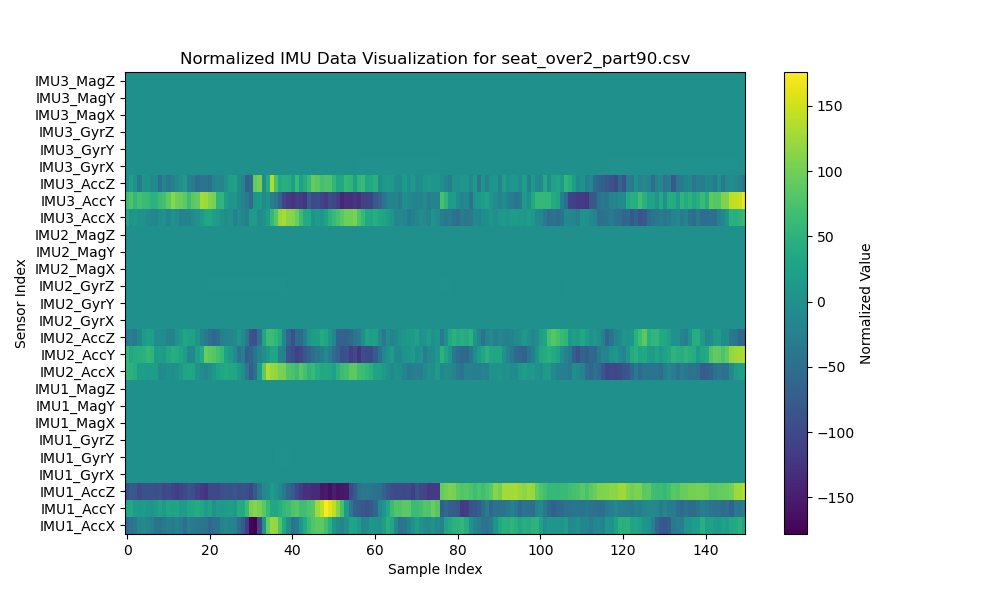 Normalized IMU Data Visualization for seat_over2_part90.csv
IMU3_MagZ
IMU3_MagY
IMU3_MagX
IMU3_GyrZ
IMU3_GyrY
IMU3_GyrX
IMU3_AccZ
IMU3_AccY
IMU3_AccX
IMU2_MagZ
IMU2_MagY
IMU2_MagX
IMU2_GyrZ
IMU2_GyrY
IMU2_GyrX
IMU2_AccZ
IMU2_AccY
IMU2_AccX
IMU1_MagZ
IMU1_MagY
IMU1_MagX
IMU1_GyrZ
IMU1_GyrY
IMU1_GyrX
IMU1_AccZ
IMU1_AccY
IMU1_AccX
Sensor Index
0 20 40 60 80 100 120 140
Sample Index
150
100
50
0
−50
−100
−150
Normalized Value